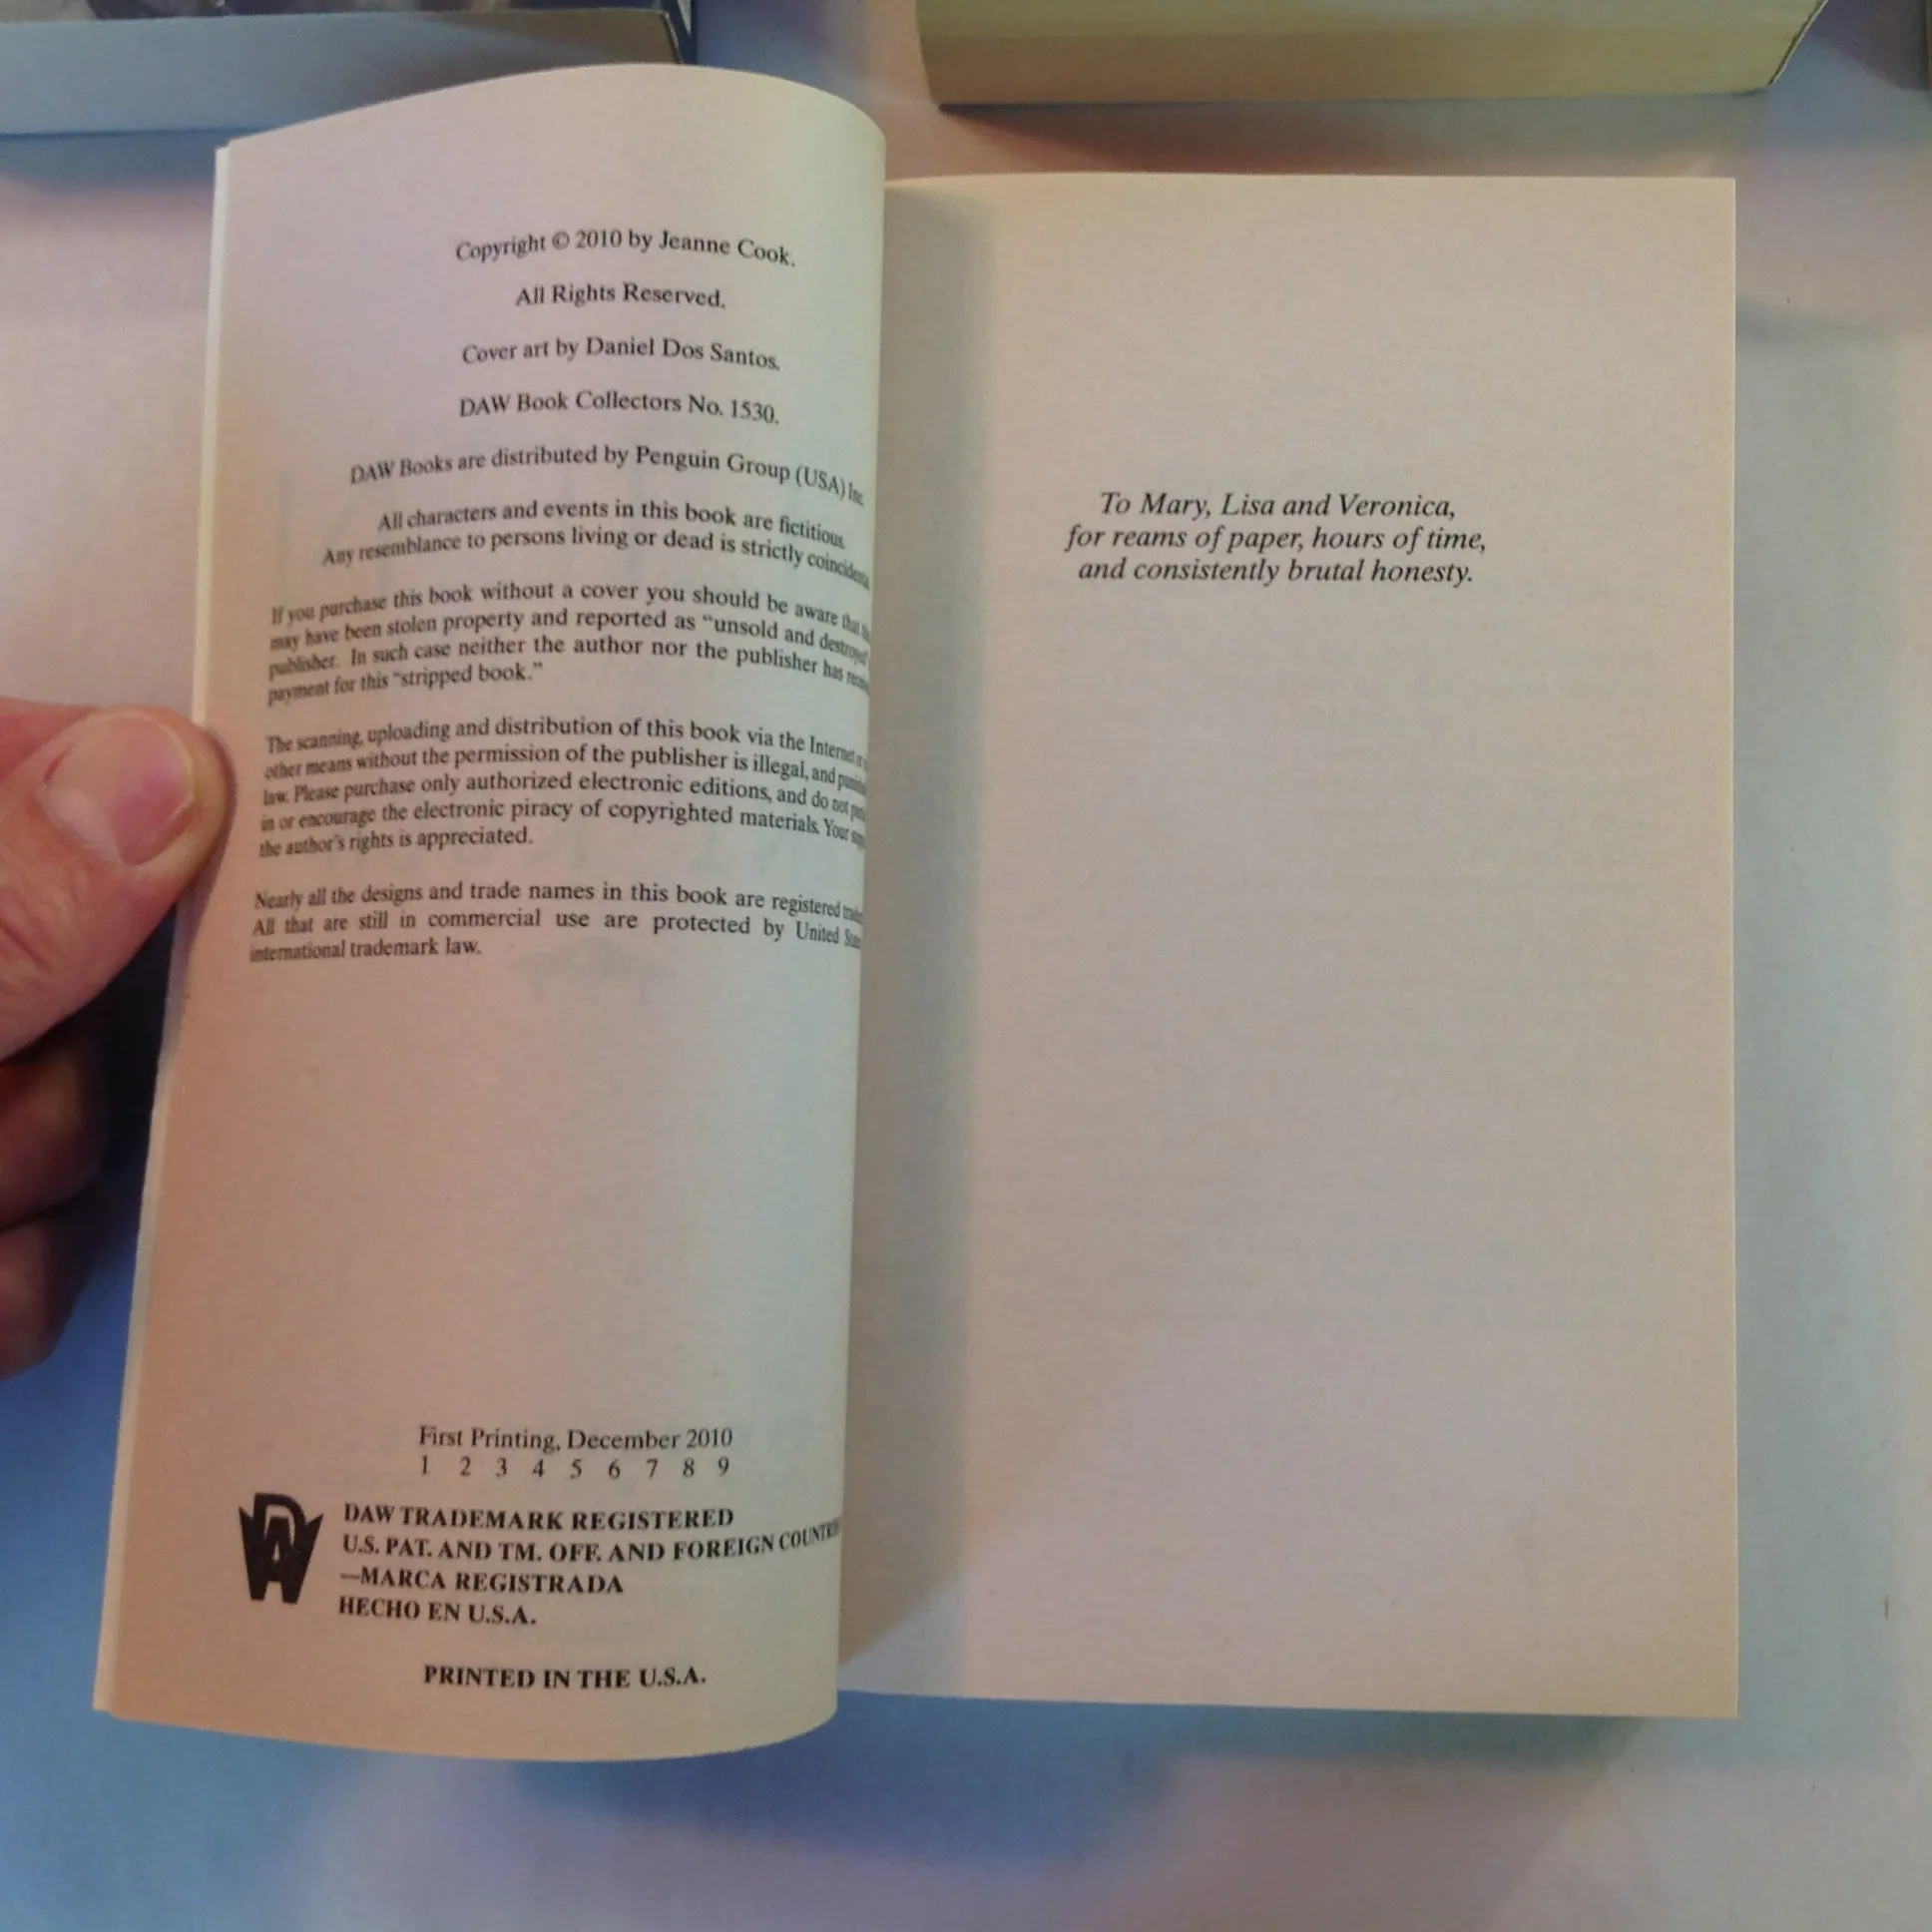 Copyright © 2010 by Jeanne Cook.
All Rights Reserved.
Cover art by Daniel Dos Santos.
DAW Book Collectors No. 1530.
DAW Books are distributed by Penguin Group (USA) Inc.
All characters and events in this book are fictitious.
Any resemblance to persons living or dead is strictly
If you purchase this book without a cover you should be aware that
may have been stolen property and reported as “unsold and
publisher. In such case neither the author nor the publisher has
payment for this “stripped book.”
The scanning, uploading and distribution of this book via the Internet or
other means without the permission of the publisher is illegal, and
law. Please purchase only authorized electronic editions, and do not
in or encourage the electronic piracy of copyrighted materials. Your
the author’s rights is appreciated.
Nearly all the designs and trade names in this book are registered
All that are still in commercial use are protected by United
international trademark law.
First Printing, December 2010
1 2 3 4 5 6 7 8 9
DAW
DAW TRADEMARK REGISTERED
U.S. PAT. AND TM. OFF. AND FOREIGN
—MARCA REGISTRADA
HECHO EN U.S.A.
PRINTED IN THE U.S.A.
To Mary, Lisa and Veronica,
for reams of paper, hours of time,
and consistently brutal honesty.